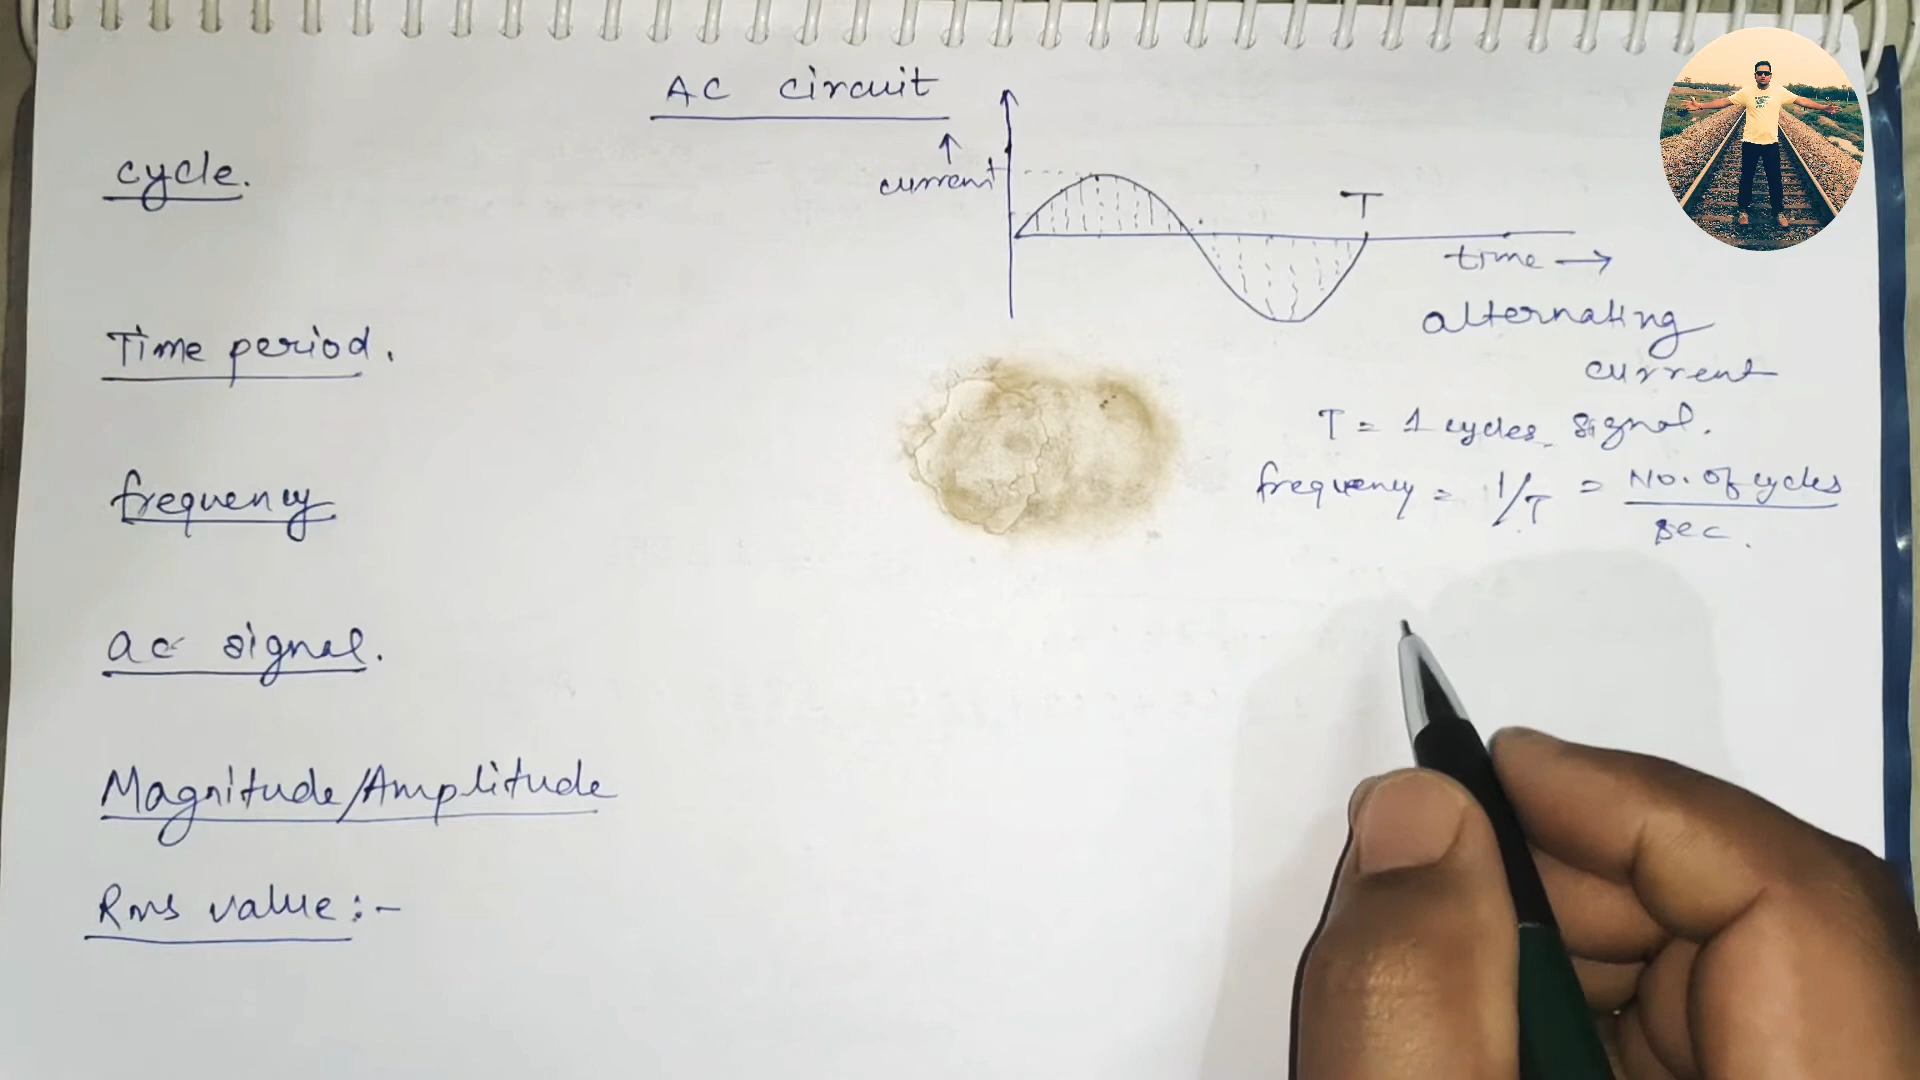 AC circuit
cycle.
current
T
time
alternating
current
Time period.
T = 1 cycles signal.
frequency = 1/T = No. of cycles
sec.
frequency
ac signal.
Magnitude/Amplitude
Rms value:-